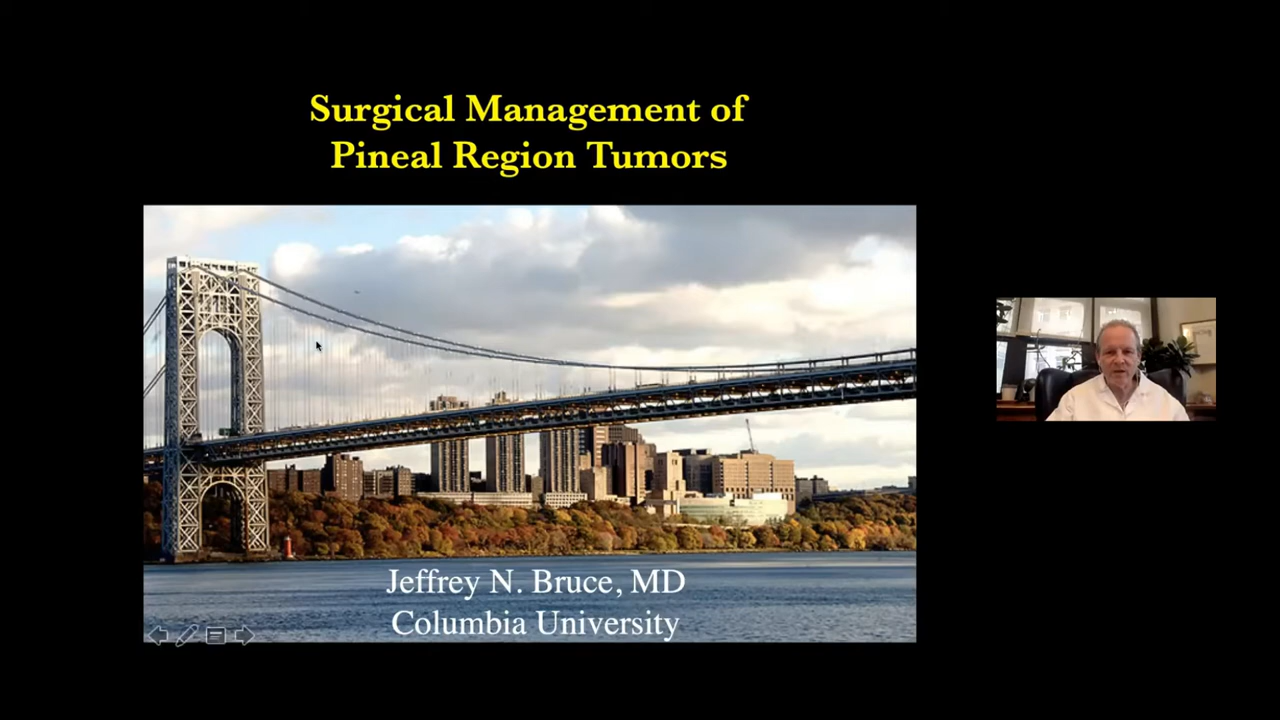 Surgical Management of
Pineal Region Tumors
Jeffrey N. Bruce, MD
Columbia University